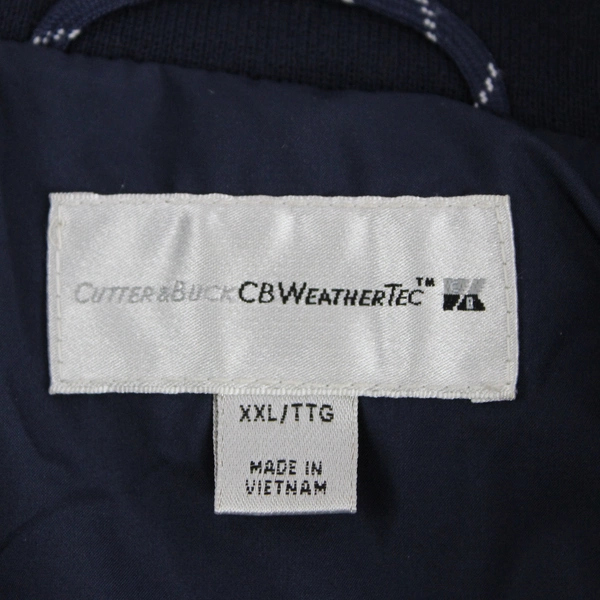 CUTTER&BUCK CBWEATHERTEC™
XXL/TTG
MADE IN
VIETNAM